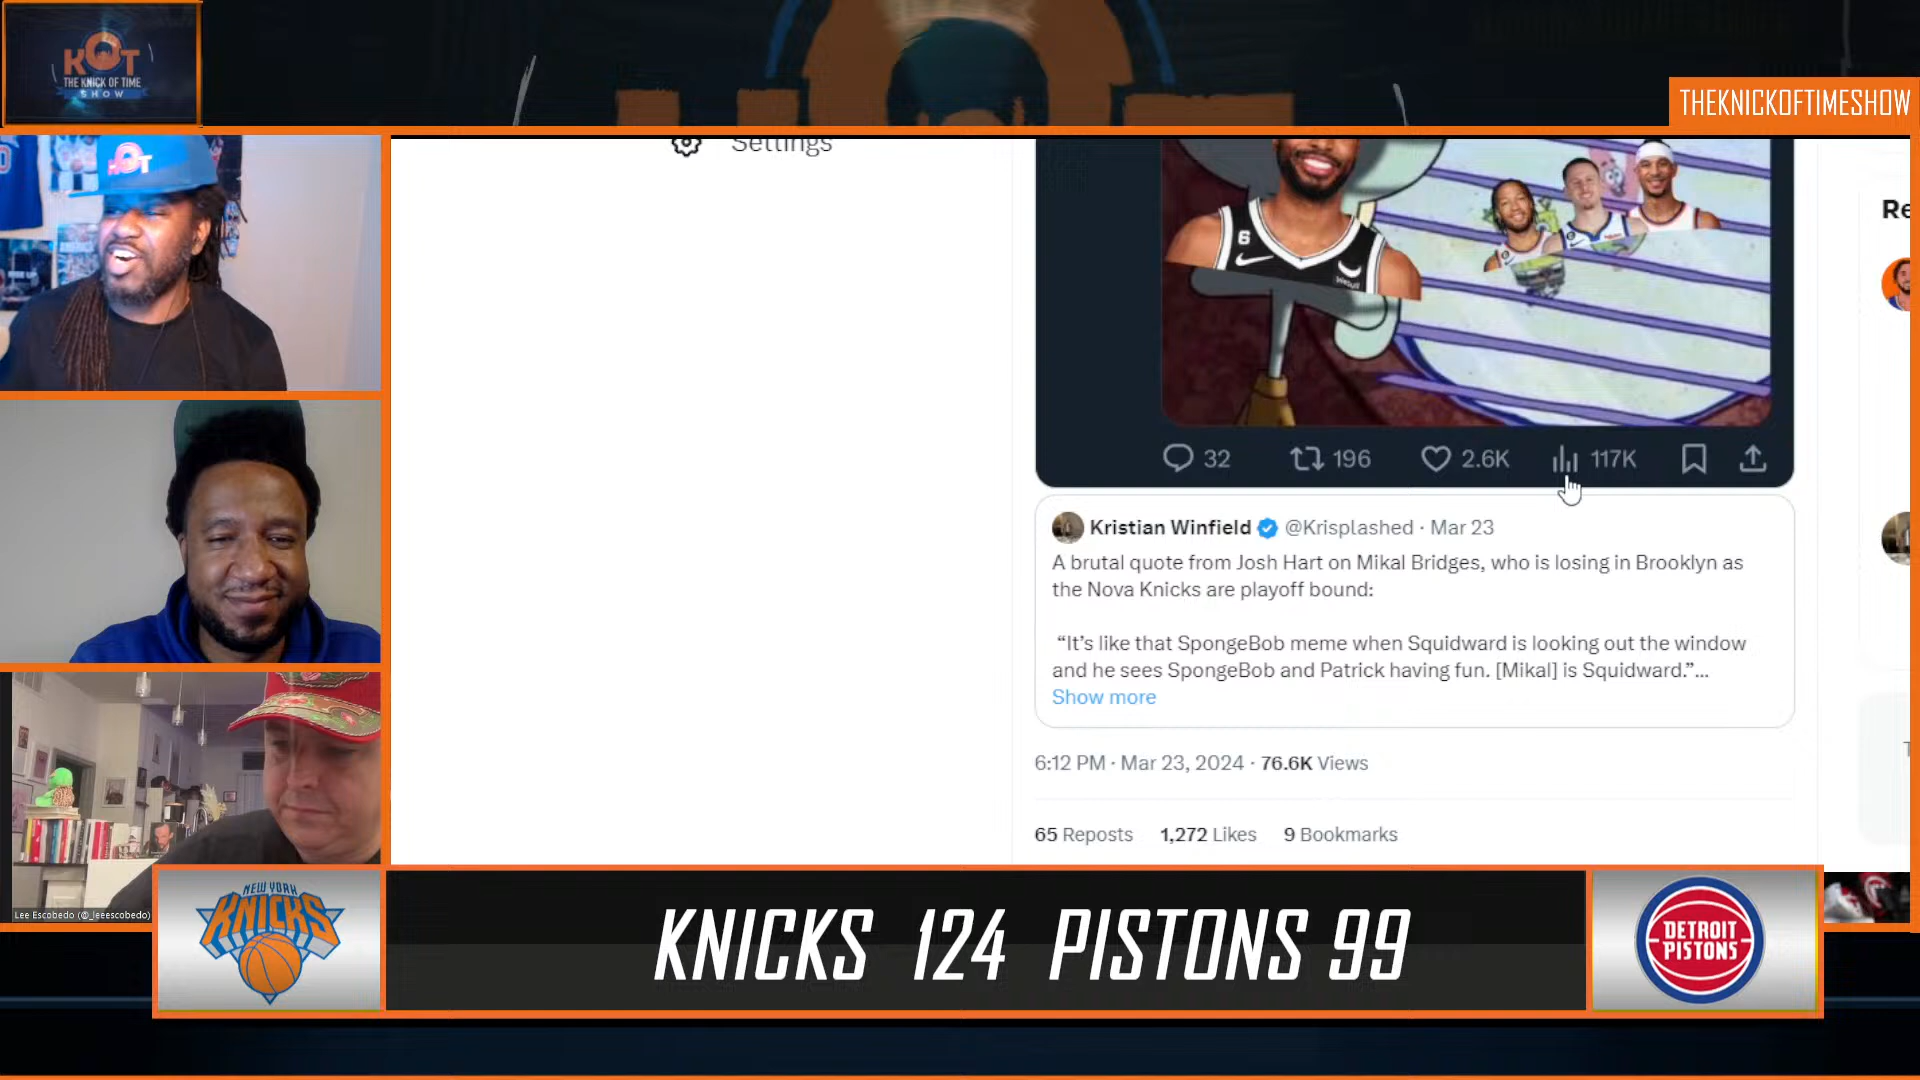 KOT
THE KNICK OF TIME
SHOW
THEKNICKOFTIMESHOW
Settings
Re
KOT
6
32 196 2.6K 117K
Kristian Winfield @Krisplashed · Mar 23
A brutal quote from Josh Hart on Mikal Bridges, who is losing in Brooklyn as
the Nova Knicks are playoff bound:
“It’s like that SpongeBob meme when Squidward is looking out the window
and he sees SpongeBob and Patrick having fun. [Mikal] is Squidward.”...
Show more
6:12 PM · Mar 23, 2024 · 76.6K Views
65 Reposts 1,272 Likes 9 Bookmarks
Lee Escobedo (@_leeescobedo)
NEW YORK
KNICKS
KNICKS 124 PISTONS 99
DETROIT
PISTONS